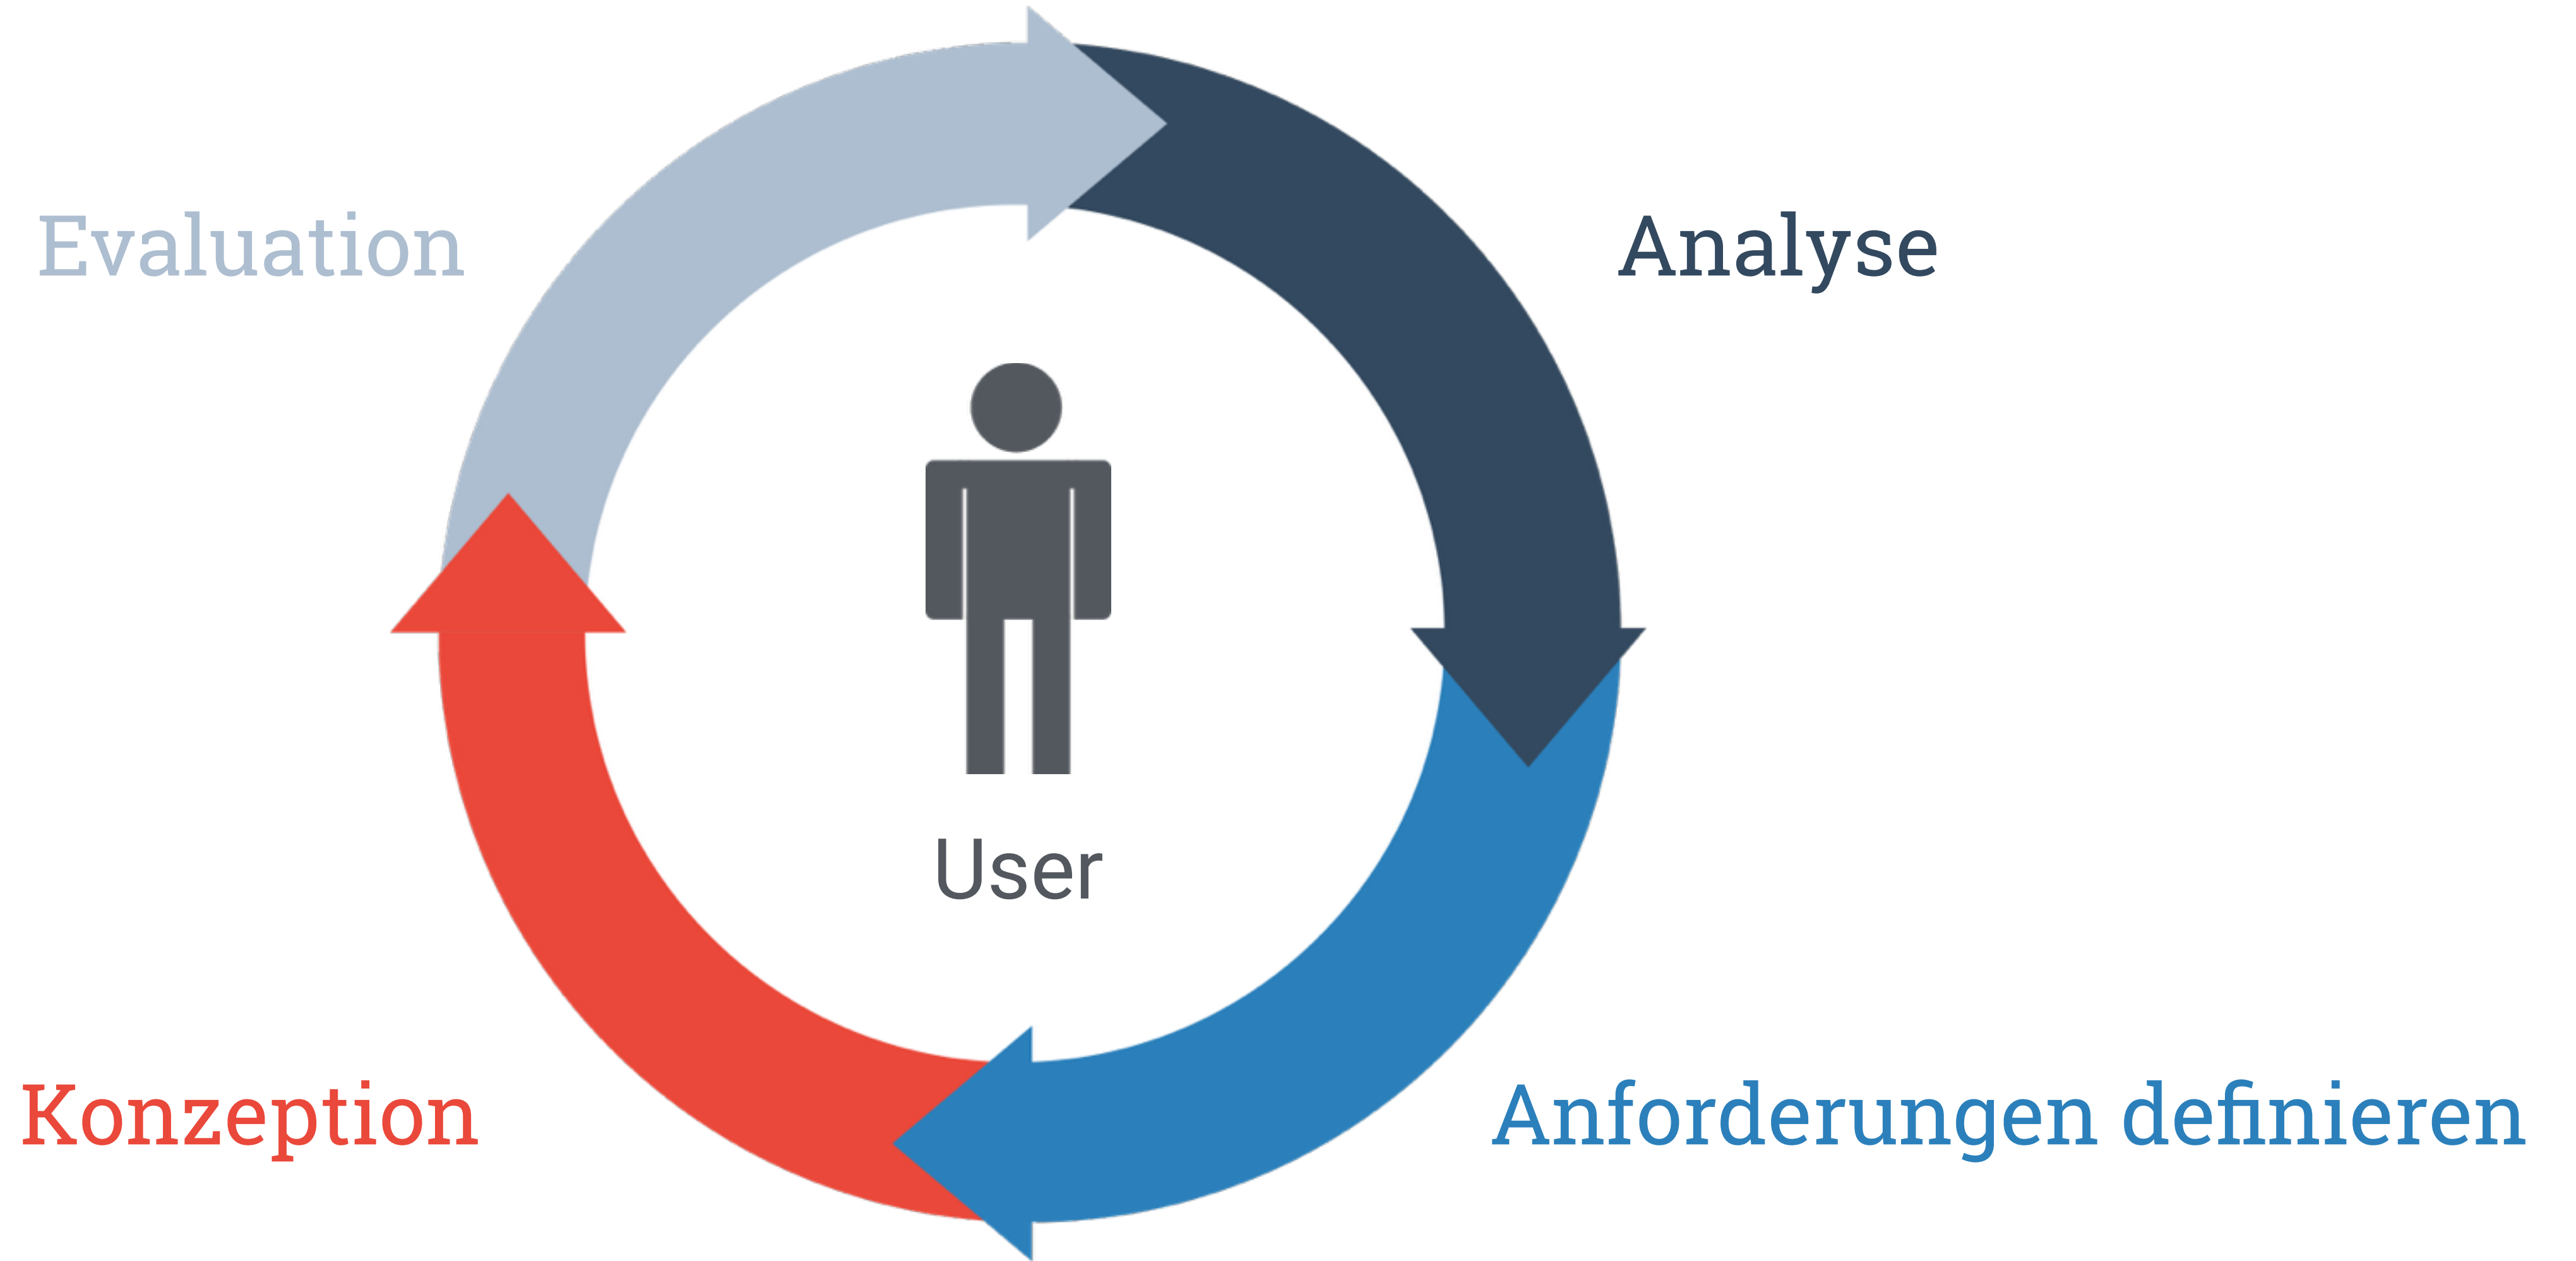 Evaluation
Analyse
User
Konzeption
Anforderungen definieren